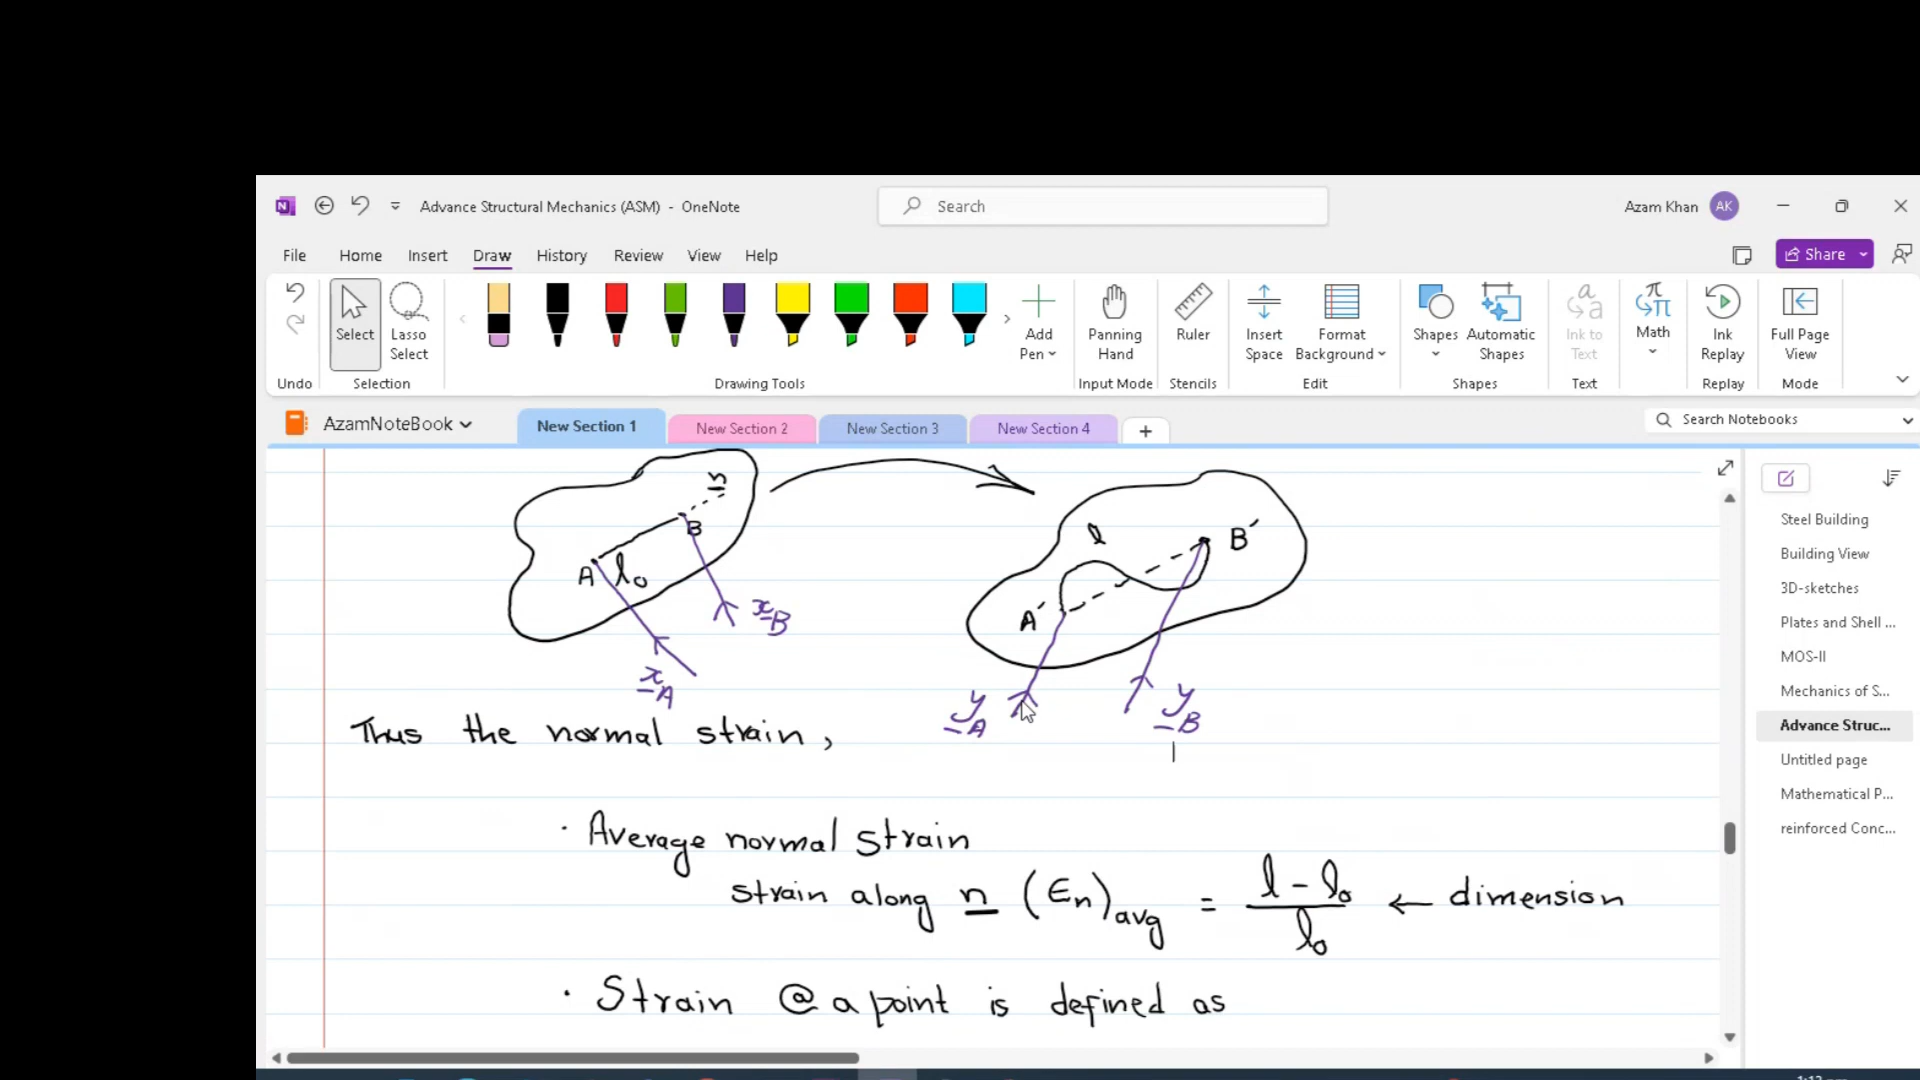 Advance Structural Mechanics (ASM) - OneNote
Search
Azam Khan AK
File Home Insert Draw History Review View Help
Share
Select
Lasso Select
Add Pen
Panning Hand
Ruler
Insert Space
Format Background
Shapes
Automatic Shapes
Ink to Text
Math
Ink Replay
Full Page View
Undo Selection Drawing Tools Input Mode Stencils Edit Shapes Text Replay Mode
AzamNoteBook New Section 1 New Section 2 New Section 3 New Section 4 + Search Notebooks
n
B
A l₀
x_B
x_A
l
B′
A′
y_A
y_B
Thus the normal strain,
· Average normal strain
strain along n (ϵₙ)avg = (l - l₀)/l₀ ← dimension
· Strain @ a point is defined as
Steel Building
Building View
3D-sketches
Plates and Shell ...
MOS-II
Mechanics of S...
Advance Struc...
Untitled page
Mathematical P...
reinforced Conc...